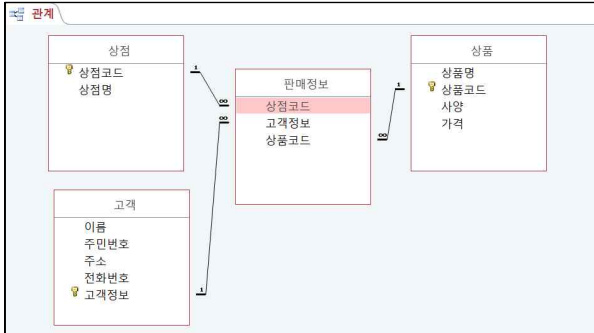 관계
상점
상점코드
상점명
판매정보
상점코드
고객정보
상품코드
상품
상품명
상품코드
사양
가격
고객
이름
주민번호
주소
전화번호
고객정보
1
∞
∞
1
∞
1